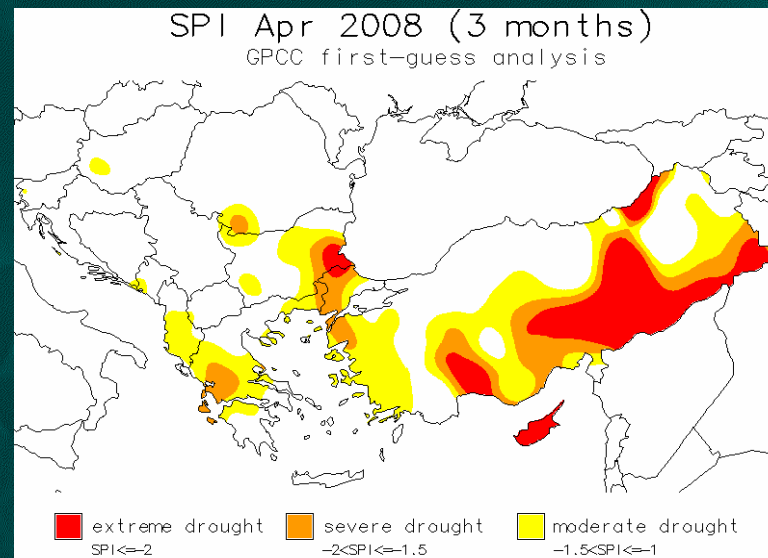 SPI Apr 2008 (3 months)
GPCC first-guess analysis
extreme drought severe drought moderate drought
SPI<=-2 -2<SPI<=-1.5 -1.5<SPI<=-1